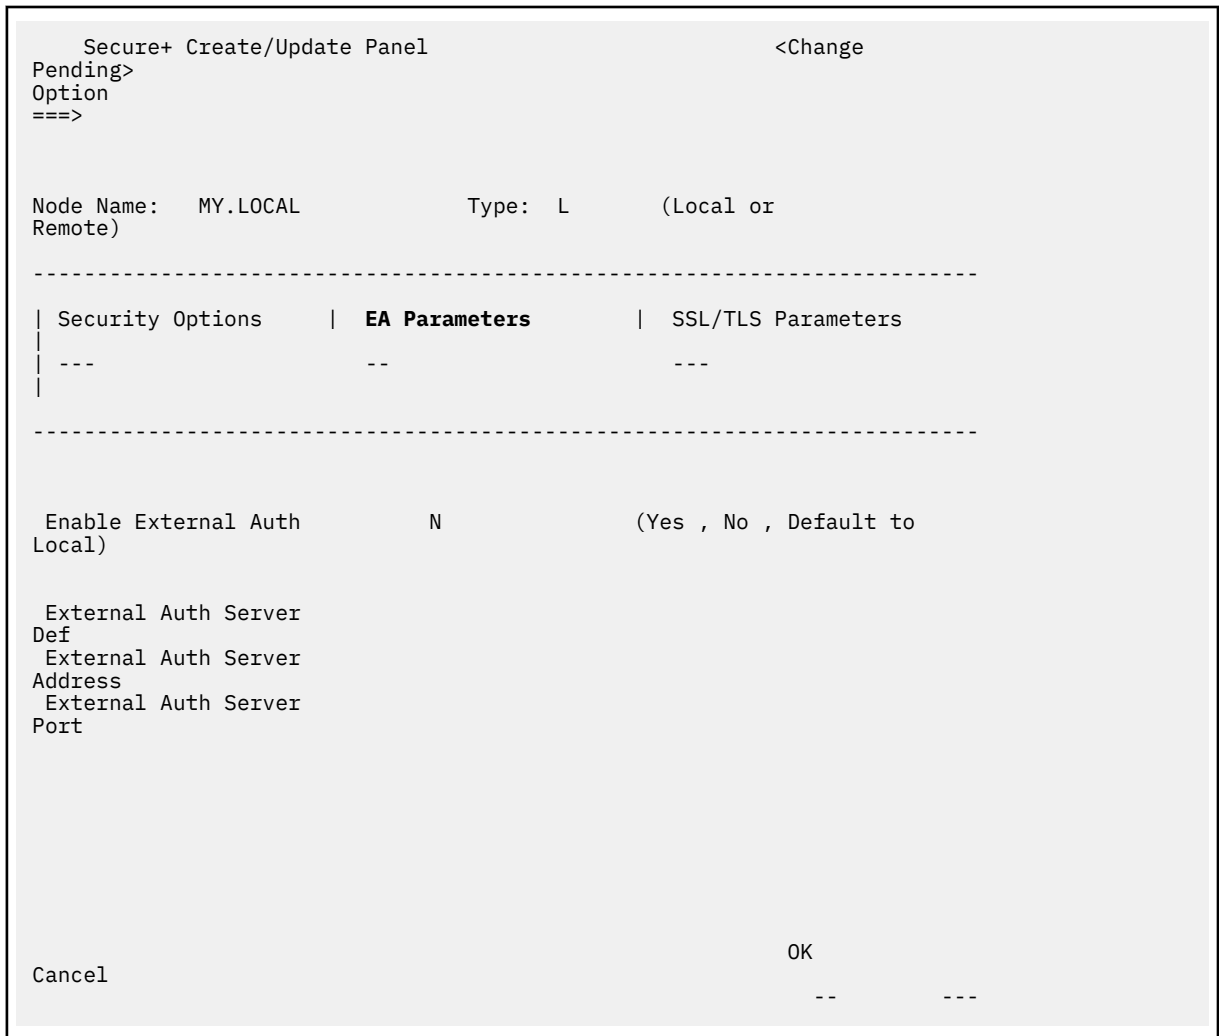 Secure+ Create/Update Panel <Change
Pending>
Option
===>
Node Name: MY.LOCAL Type: L (Local or
Remote)
--------------------------------------------------------------------------
| Security Options | EA Parameters | SSL/TLS Parameters
|
| --- -- ---
|
--------------------------------------------------------------------------
Enable External Auth N (Yes , No , Default to
Local)
External Auth Server
Def
External Auth Server
Address
External Auth Server
Port
OK
Cancel
-- ---